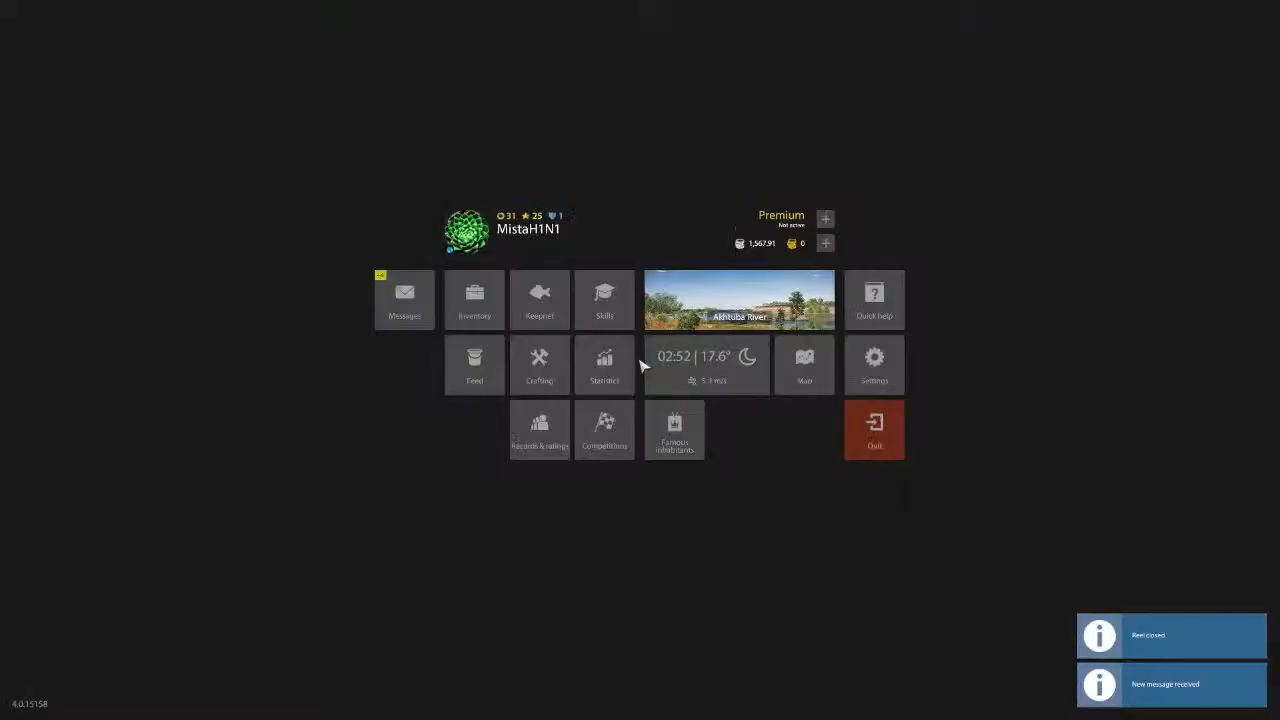 31 25 1
MistaH1N1
Premium
Not active
1,567.91 0
Messages
Inventory
Keepnet
Skills
Akhtuba River
Quick help
Feed
Crafting
Statistics
02:52 | 17.6°
m/s
Map
Settings
Records & ratings
Competitions
Famous
inhabitants
Quit
Reel closed
New message received
4.0.15158